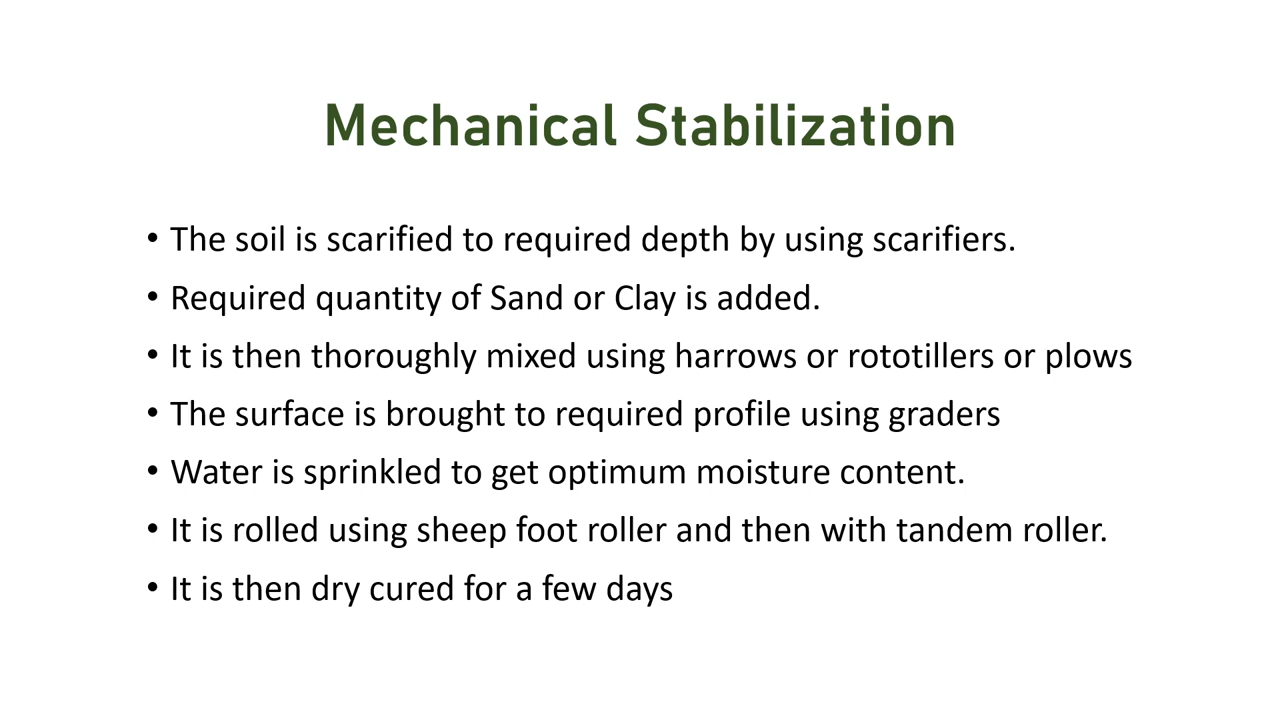 Mechanical Stabilization
• The soil is scarified to required depth by using scarifiers.
• Required quantity of Sand or Clay is added.
• It is then thoroughly mixed using harrows or rototillers or plows
• The surface is brought to required profile using graders
• Water is sprinkled to get optimum moisture content.
• It is rolled using sheep foot roller and then with tandem roller.
• It is then dry cured for a few days